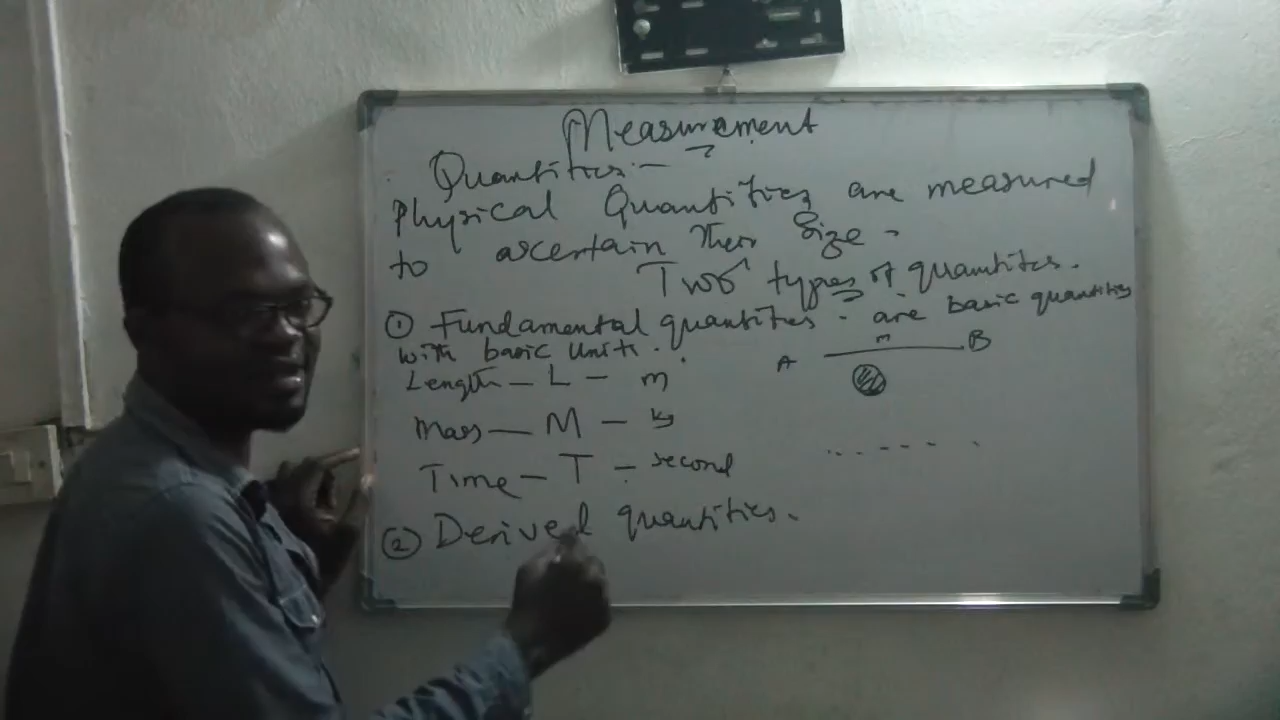 Measurement
Quantities:-
Physical Quantities are measured
to ascertain their size.
Two types of quantites.
① Fundamental quantities. are basic quantities
with basic units.
A m B
Length - L - m
Mass - M - kg
Time - T - second
② Derived quantities.